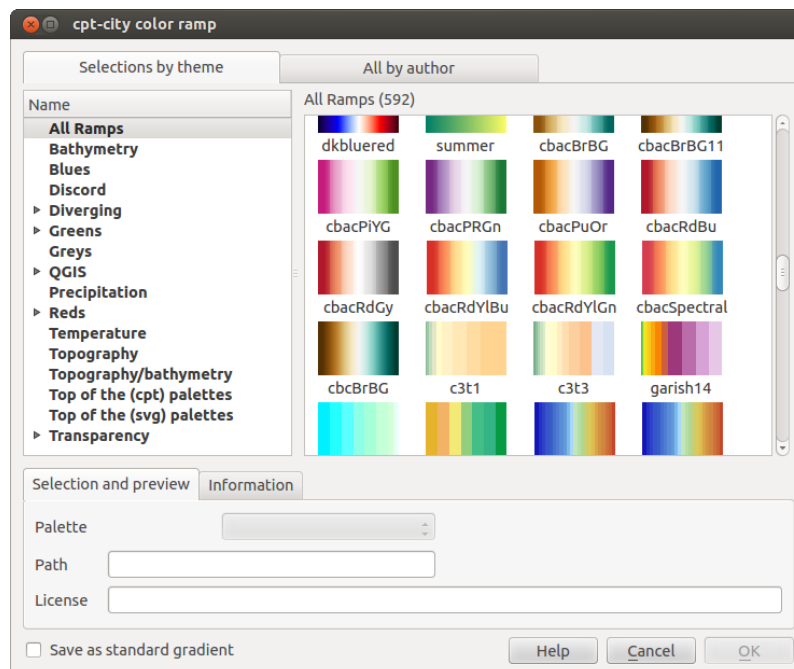 cpt-city color ramp
Selections by theme
All by author
Name
All Ramps
Bathymetry
Blues
Discord
Diverging
Greens
Greys
QGIS
Precipitation
Reds
Temperature
Topography
Topography/bathymetry
Top of the (cpt) palettes
Top of the (svg) palettes
Transparency
All Ramps (592)
dkbluered summer cbacBrBG cbacBrBG11
cbacPiYG cbacPRGn cbacPuOr cbacRdBu
cbacRdGy cbacRdYlBu cbacRdYlGn cbacSpectral
cbcBrBG c3t1 c3t3 garish14
Selection and preview
Information
Palette
Path
License
Save as standard gradient
Help Cancel OK